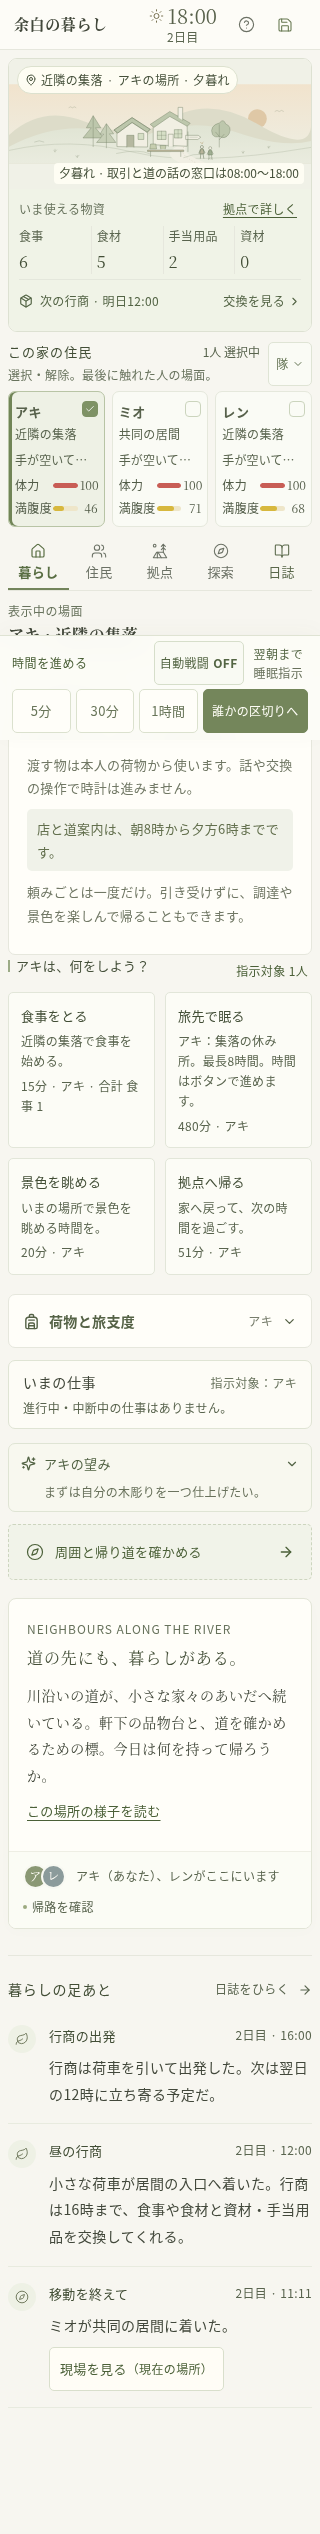 余白の暮らし
18:00
2日目
近隣の集落 · アキの場所 · 夕暮れ
夕暮れ · 取引と道の話の窓口は08:00〜18:00
いま使える物資
拠点で詳しく
食事
食材
手当用品
資材
6
5
2
0
次の行商 · 明日12:00
交換を見る
この家の住民
1人 選択中
選択・解除。最後に触れた人の場面。
隊
アキ
近隣の集落
手が空いて…
体力 100
満腹度 46
ミオ
共同の居間
手が空いて…
体力 100
満腹度 71
レン
近隣の集落
手が空いて…
体力 100
満腹度 68
暮らし
住民
拠点
探索
日誌
表示中の場面
アキ · 近隣の集落
時間を進める
自動戦闘 OFF
翌朝まで
睡眠指示
5分
30分
1時間
誰かの区切りへ
渡す物は本人の荷物から使います。話や交換
の操作で時計は進みません。
店と道案内は、朝8時から夕方6時までで
す。
頼みごとは一度だけ。引き受けずに、調達や
景色を楽しんで帰ることもできます。
アキは、何をしよう？
指示対象 1人
食事をとる
近隣の集落で食事を
始める。
15分 · アキ · 合計 食
事 1
旅先で眠る
アキ：集落の休み
所。最長8時間。時間
はボタンで進めま
す。
480分 · アキ
景色を眺める
いまの場所で景色を
眺める時間を。
20分 · アキ
拠点へ帰る
家へ戻って、次の時
間を過ごす。
51分 · アキ
荷物と旅支度
アキ
いまの仕事
指示対象：アキ
進行中・中断中の仕事はありません。
アキの望み
まずは自分の木彫りを一つ仕上げたい。
周囲と帰り道を確かめる
NEIGHBOURS ALONG THE RIVER
道の先にも、暮らしがある。
川沿いの道が、小さな家々のあいだへ続
いている。軒下の品物台と、道を確かめ
るための標。今日は何を持って帰ろう
か。
この場所の様子を読む
ア
レ
アキ（あなた）、レンがここにいます
帰路を確認
暮らしの足あと
日誌をひらく
行商の出発
2日目 · 16:00
行商は荷車を引いて出発した。次は翌日
の12時に立ち寄る予定だ。
昼の行商
2日目 · 12:00
小さな荷車が居間の入口へ着いた。行商
は16時まで、食事や食材と資材・手当用
品を交換してくれる。
移動を終えて
2日目 · 11:11
ミオが共同の居間に着いた。
現場を見る（現在の場所）